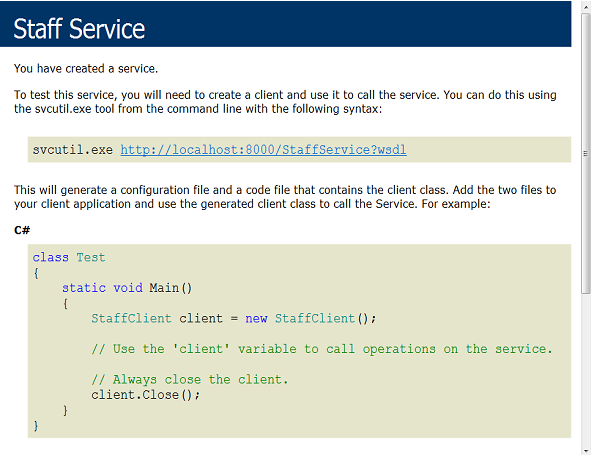 Staff Service
You have created a service.
To test this service, you will need to create a client and use it to call the service. You can do this using
the svcutil.exe tool from the command line with the following syntax:
svcutil.exe http://localhost:8000/StaffService?wsdl
This will generate a configuration file and a code file that contains the client class. Add the two files to
your client application and use the generated client class to call the Service. For example:
C#
class Test
{
    static void Main()
    {
        StaffClient client = new StaffClient();
        // Use the 'client' variable to call operations on the service.
        // Always close the client.
        client.Close();
    }
}